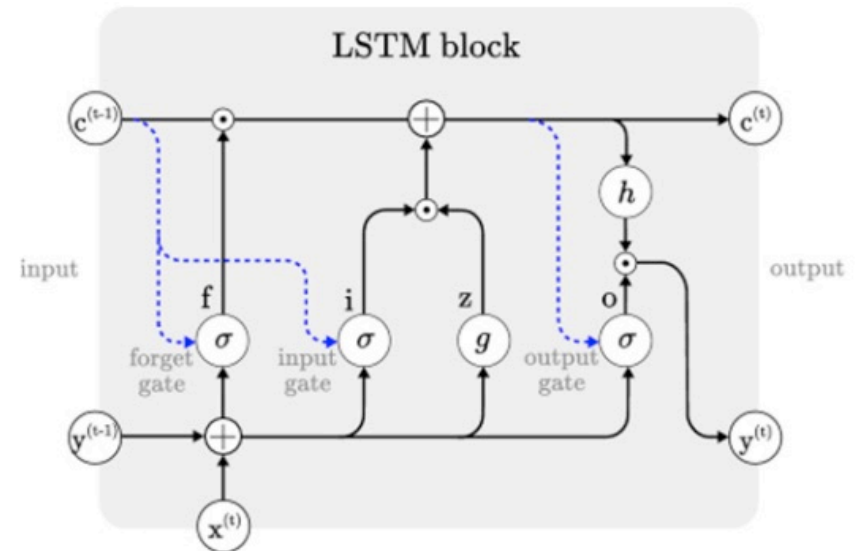 LSTM block
c(t-1)
c(t)
h
input
output
f
i
z
o
σ
σ
g
σ
forget
gate
input
gate
output
gate
y(t-1)
y(t)
x(t)